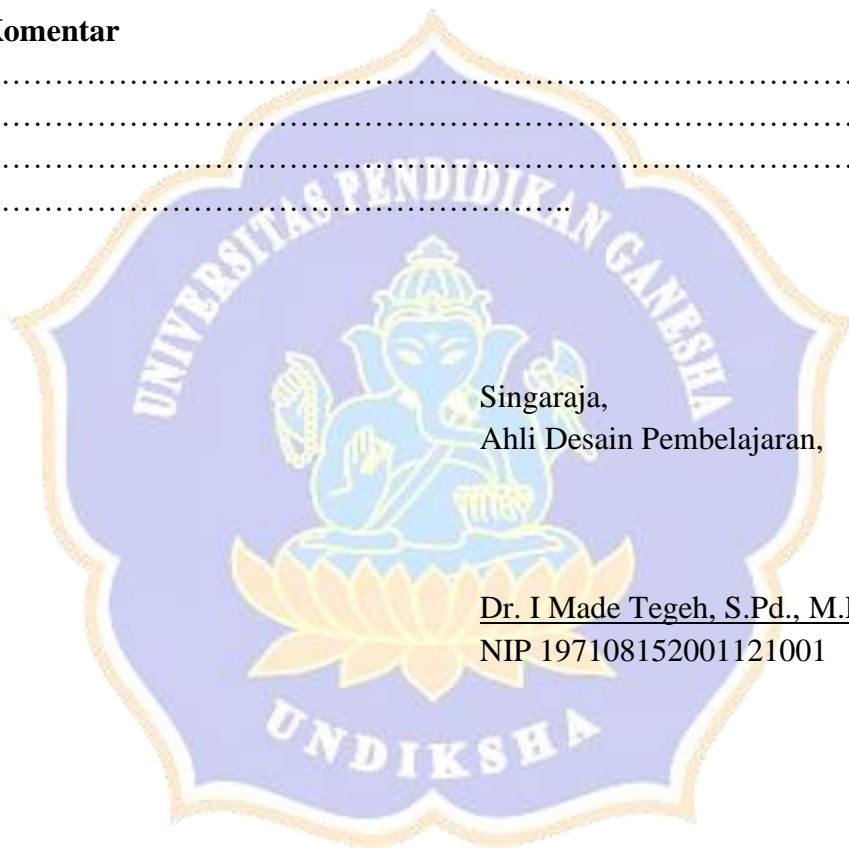 Komentar
……………………………………………………………………………………….
……………………………………………………………………………………….
……………………………………………………………………………………….
…………………………………………………………..
UNIVERSITAS PENDIDIKAN GANESHA
Singaraja,
Ahli Desain Pembelajaran,
Dr. I Made Tegeh, S.Pd.,
NIP 197108152001121001
UNDIKSHA